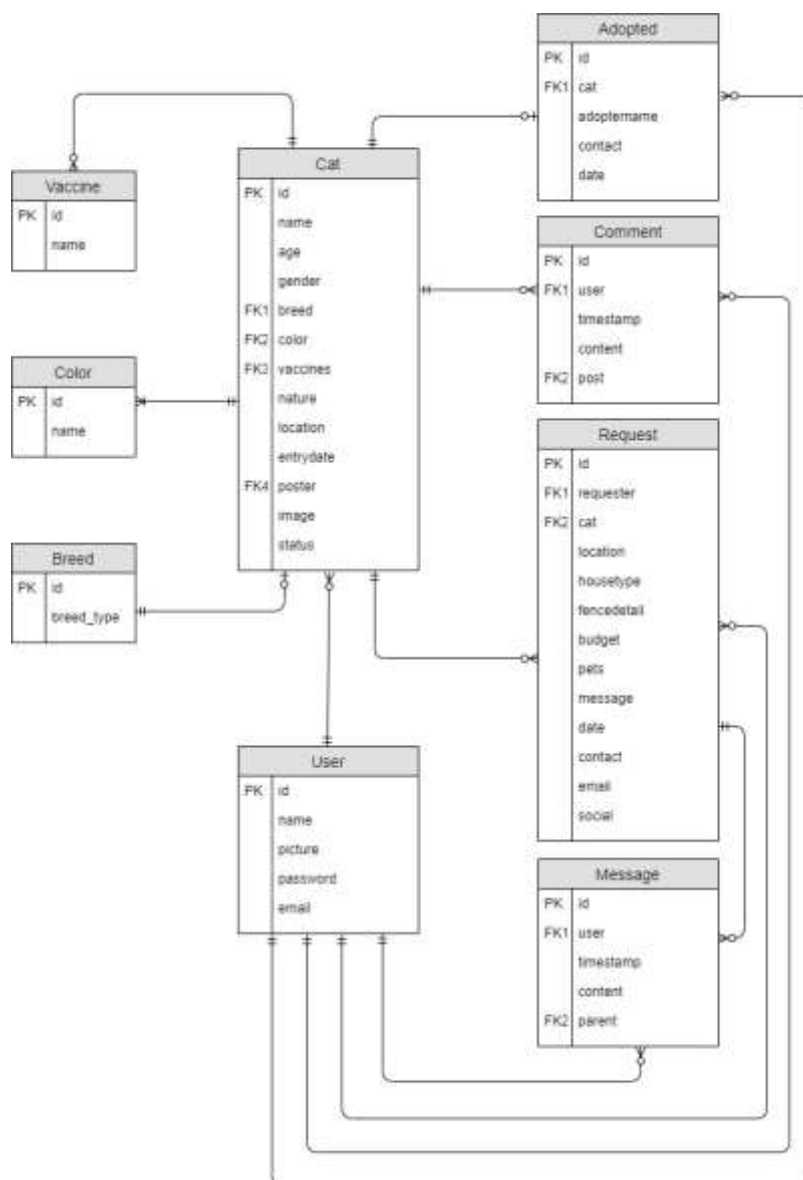 Adopted
PK id
FK1 cat
adoptername
contact
date
Cat
PK id
name
age
gender
FK1 breed
FK2 color
FK3 vaccines
nature
location
entrydate
FK4 poster
image
status
Vaccine
PK id
name
Comment
PK id
FK1 user
timestamp
content
FK2 post
Color
PK id
name
Request
PK id
FK1 requester
FK2 cat
location
housetype
fencedetail
budget
pets
message
date
contact
email
social
Breed
PK id
breed_type
User
PK id
name
picture
password
email
Message
PK id
FK1 user
timestamp
content
FK2 parent